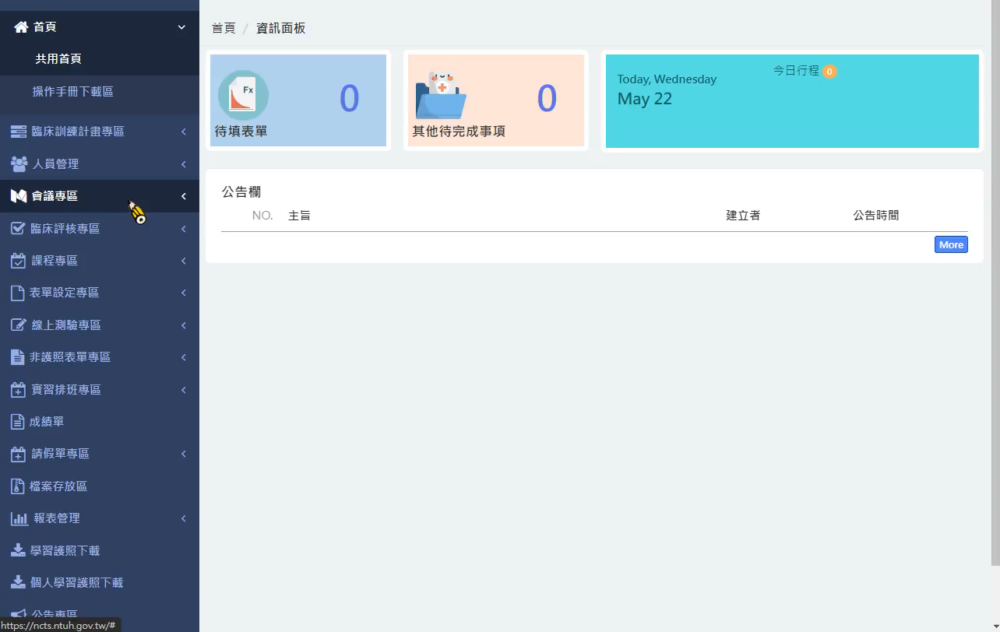 首頁
共用首頁
操作手冊下載區
臨床訓練計畫專區
人員管理
會議專區
臨床評核專區
課程專區
表單設定專區
線上測驗專區
非護照表單專區
實習排班專區
成績單
請假單專區
檔案存放區
報表管理
學習護照下載
個人學習護照下載
公告專區
https://ncts.ntuh.gov.tw/#
首頁 / 資訊面板
Fx
0
待填表單
0
其他待完成事項
Today, Wednesday
May 22
今日行程 0
公告欄
NO. 主旨 建立者 公告時間
More